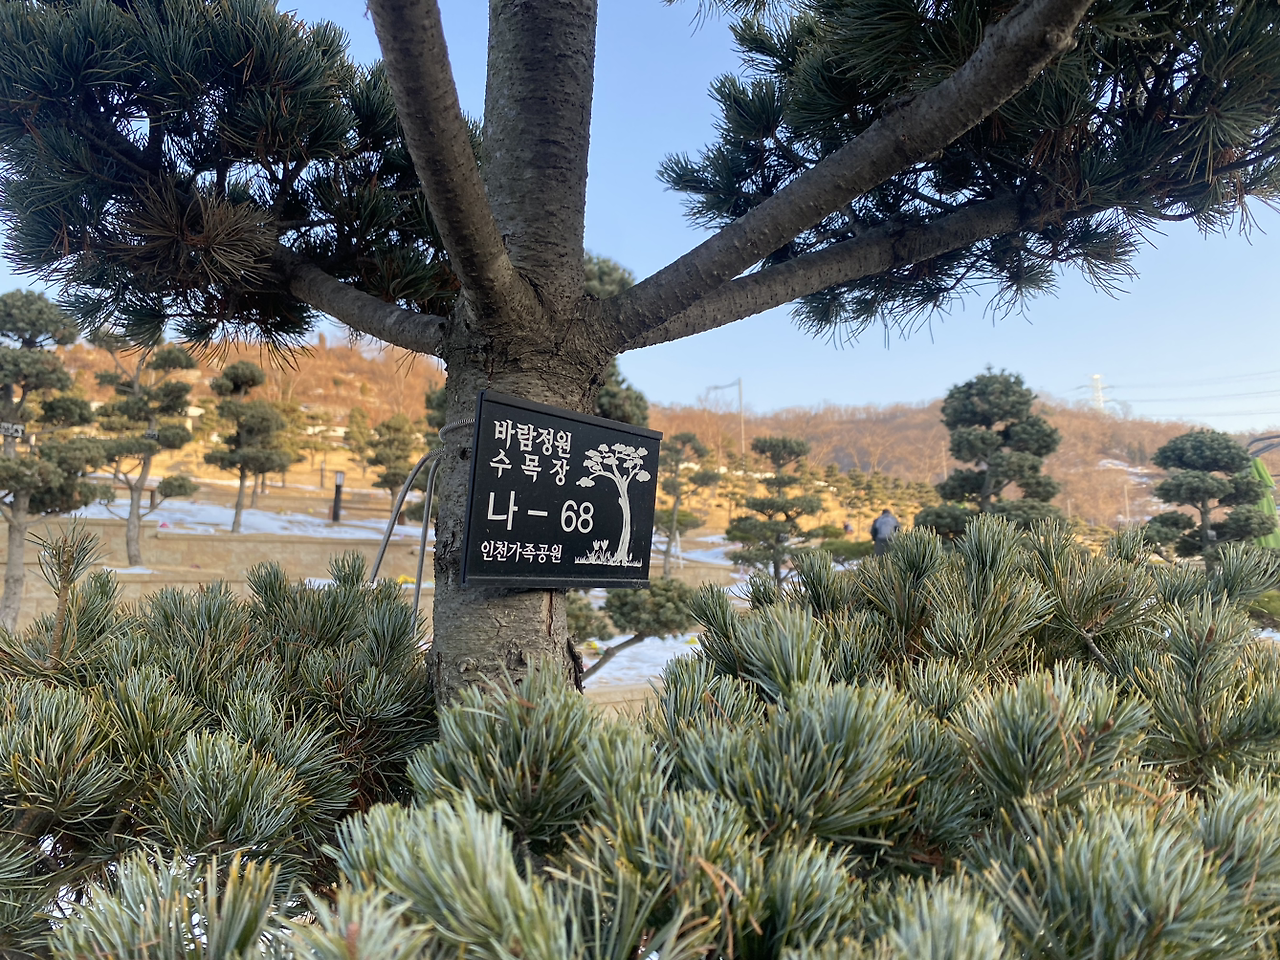 바람정원
수목장
나 - 68
인천가족공원